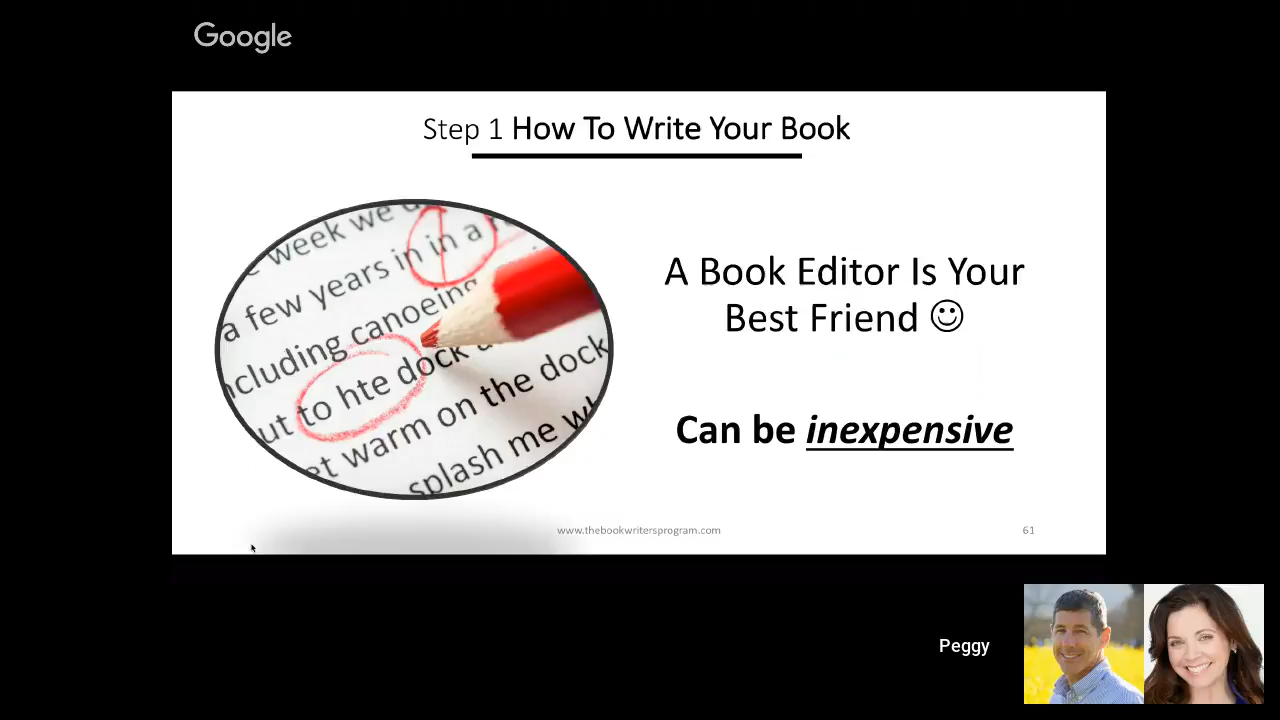 Google
Step 1 How To Write Your Book
week we
a few years in in a
ncluding canoeing
ut to hte dock
et warm on the dock
splash me
A Book Editor Is Your
Best Friend ☺
Can be inexpensive
www.thebookwritersprogram.com
61
Peggy